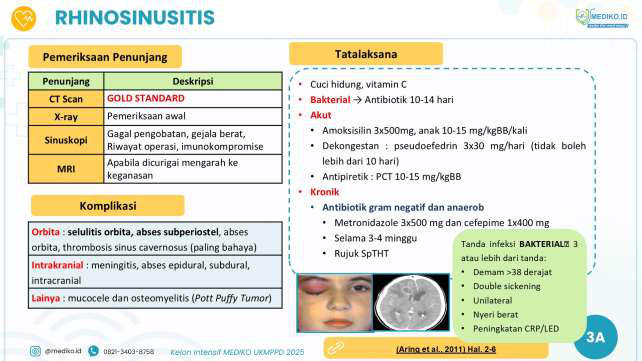 RHINOSINUSITIS
MEDIKO.ID
Pemeriksaan Penunjang
Penunjang Deskripsi
CT Scan GOLD STANDARD
X-ray Pemeriksaan awal
Sinuskopi Gagal pengobatan, gejala berat,
Riwayat operasi, imunokompromise
MRI Apabila dicurigai mengarah ke
keganasan
Komplikasi
Orbita : selulitis orbita, abses subperiostel, abses
orbita, thrombosis sinus cavernosus (paling bahaya)
Intrakranial : meningitis, abses epidural, subdural,
intracranial
Lainya : mucocele dan osteomyelitis (Pott Puffy Tumor)
Tatalaksana
• Cuci hidung, vitamin C
• Bakterial → Antibiotik 10-14 hari
• Akut
• Amoksisilin 3x500mg, anak 10-15 mg/kgBB/kali
• Dekongestan : pseudoefedrin 3x30 mg/hari (tidak boleh
lebih dari 10 hari)
• Antipiretik : PCT 10-15 mg/kgBB
• Kronik
• Antibiotik gram negatif dan anaerob
• Metronidazole 3x500 mg dan cefepime 1x400 mg
• Selama 3-4 minggu
• Rujuk SpTHT
Tanda infeksi BAKTERIAL 3
atau lebih dari tanda:
• Demam >38 derajat
• Double sickening
• Unilateral
• Nyeri berat
• Peningkatan CRP/LED
@mediko.id 0821-3403-8758 Kelon Intensif MEDIKO UKMPPD 2025
(Aring et al., 2011) Hal. 2-6
3A